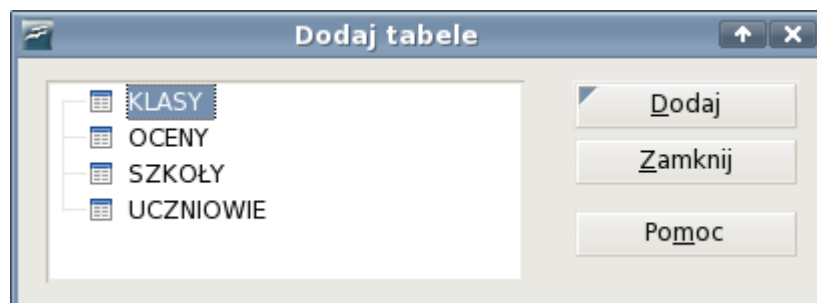 Dodaj tabele
KLASY
OCENY
SZKOŁY
UCZNIOWIE
Dodaj
Zamknij
Pomoc